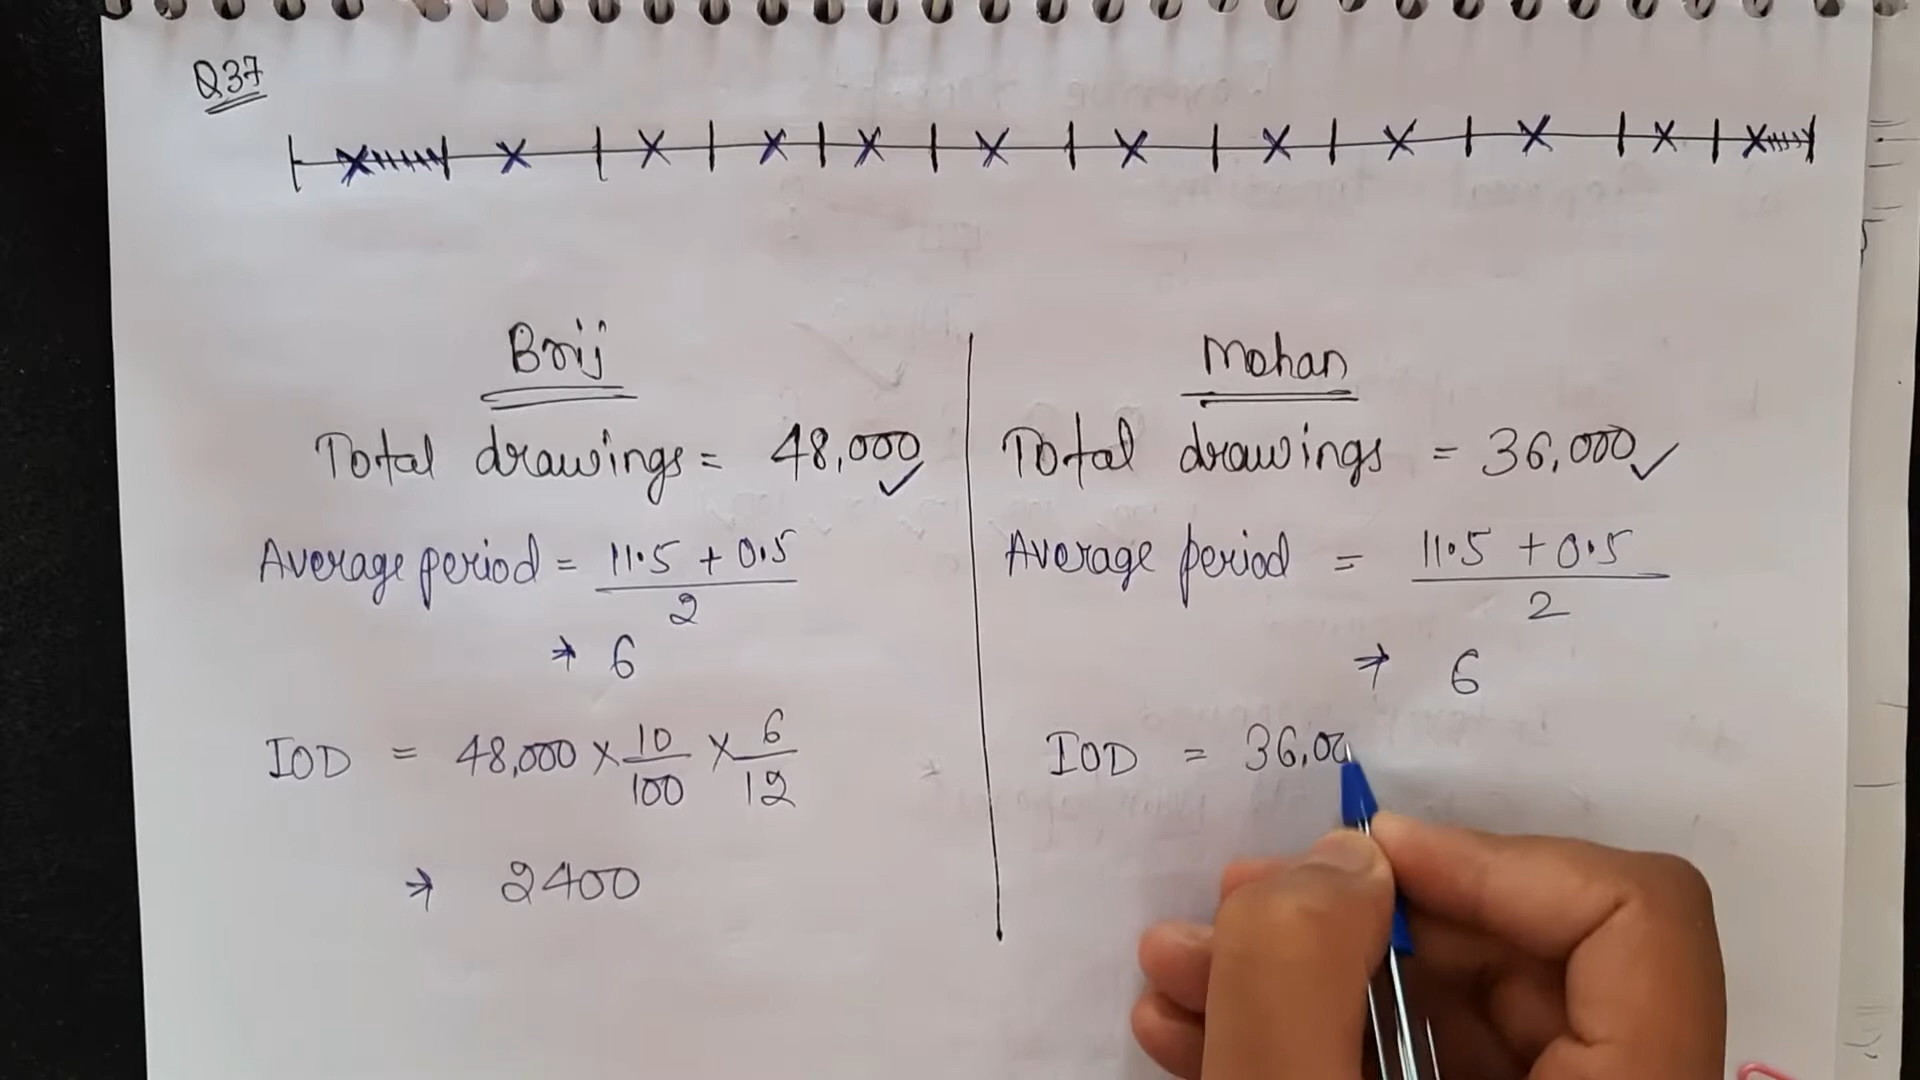 Q37
Brij
Total drawings = 48,000
Average period = 11.5 + 0.5 / 2
→ 6
IOD = 48,000 × 10/100 × 6/12
→ 2400
Mohan
Total drawings = 36,000
Average period = 11.5 + 0.5 / 2
→ 6
IOD = 36,00